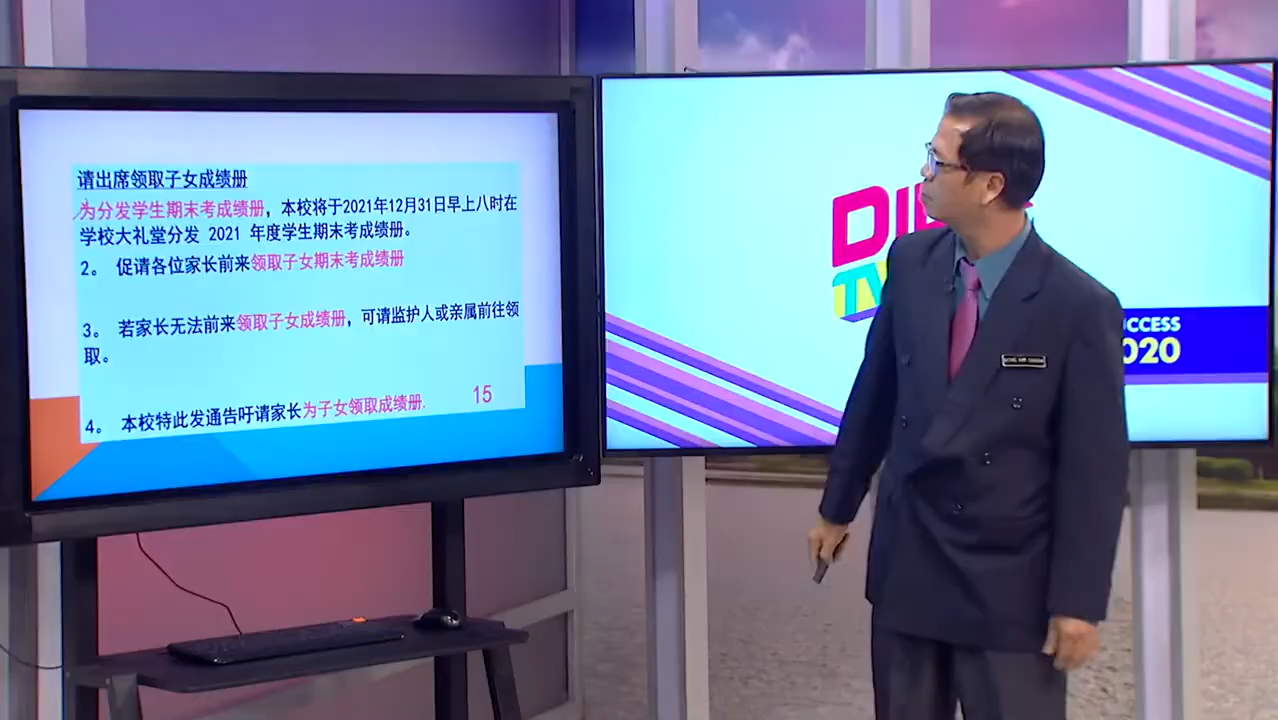 请出席领取子女成绩册
为分发学生期末考成绩册，本校将于2021年12月31日早上八时在
学校大礼堂分发 2021 年度学生期末考成绩册。
2。 促请各位家长前来领取子女期末考成绩册
3。 若家长无法前来领取子女成绩册，可请监护人或亲属前往领
取。
4。 本校特此发通告吁请家长为子女领取成绩册.
15
TV